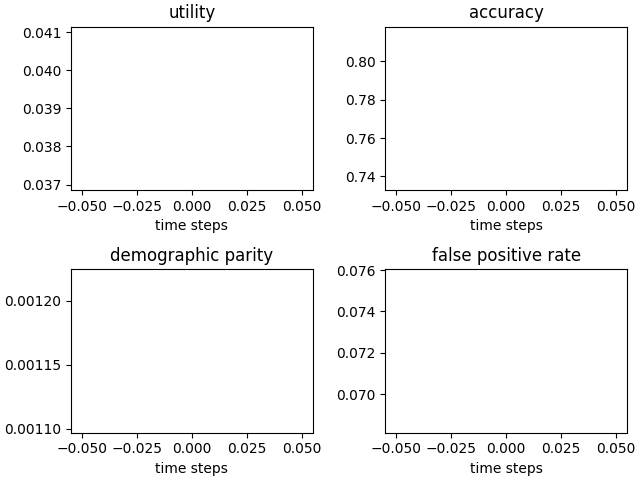 utility
0.041
0.040
0.039
0.038
0.037
−0.050 −0.025 0.000 0.025 0.050
time steps
accuracy
0.80
0.78
0.76
0.74
−0.050 −0.025 0.000 0.025 0.050
time steps
demographic parity
0.00120
0.00115
0.00110
−0.050 −0.025 0.000 0.025 0.050
time steps
false positive rate
0.076
0.074
0.072
0.070
−0.050 −0.025 0.000 0.025 0.050
time steps